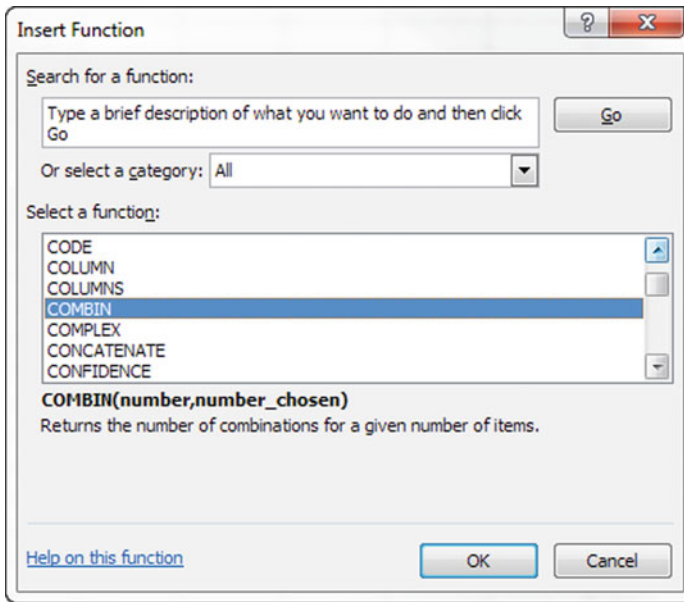 Insert Function
Search for a function:
Type a brief description of what you want to do and then click
Go
Go
Or select a category: All
Select a function:
CODE
COLUMN
COLUMNS
COMBIN
COMPLEX
CONCATENATE
CONFIDENCE
COMBIN(number,number_chosen)
Returns the number of combinations for a given number of items.
Help on this function
OK
Cancel